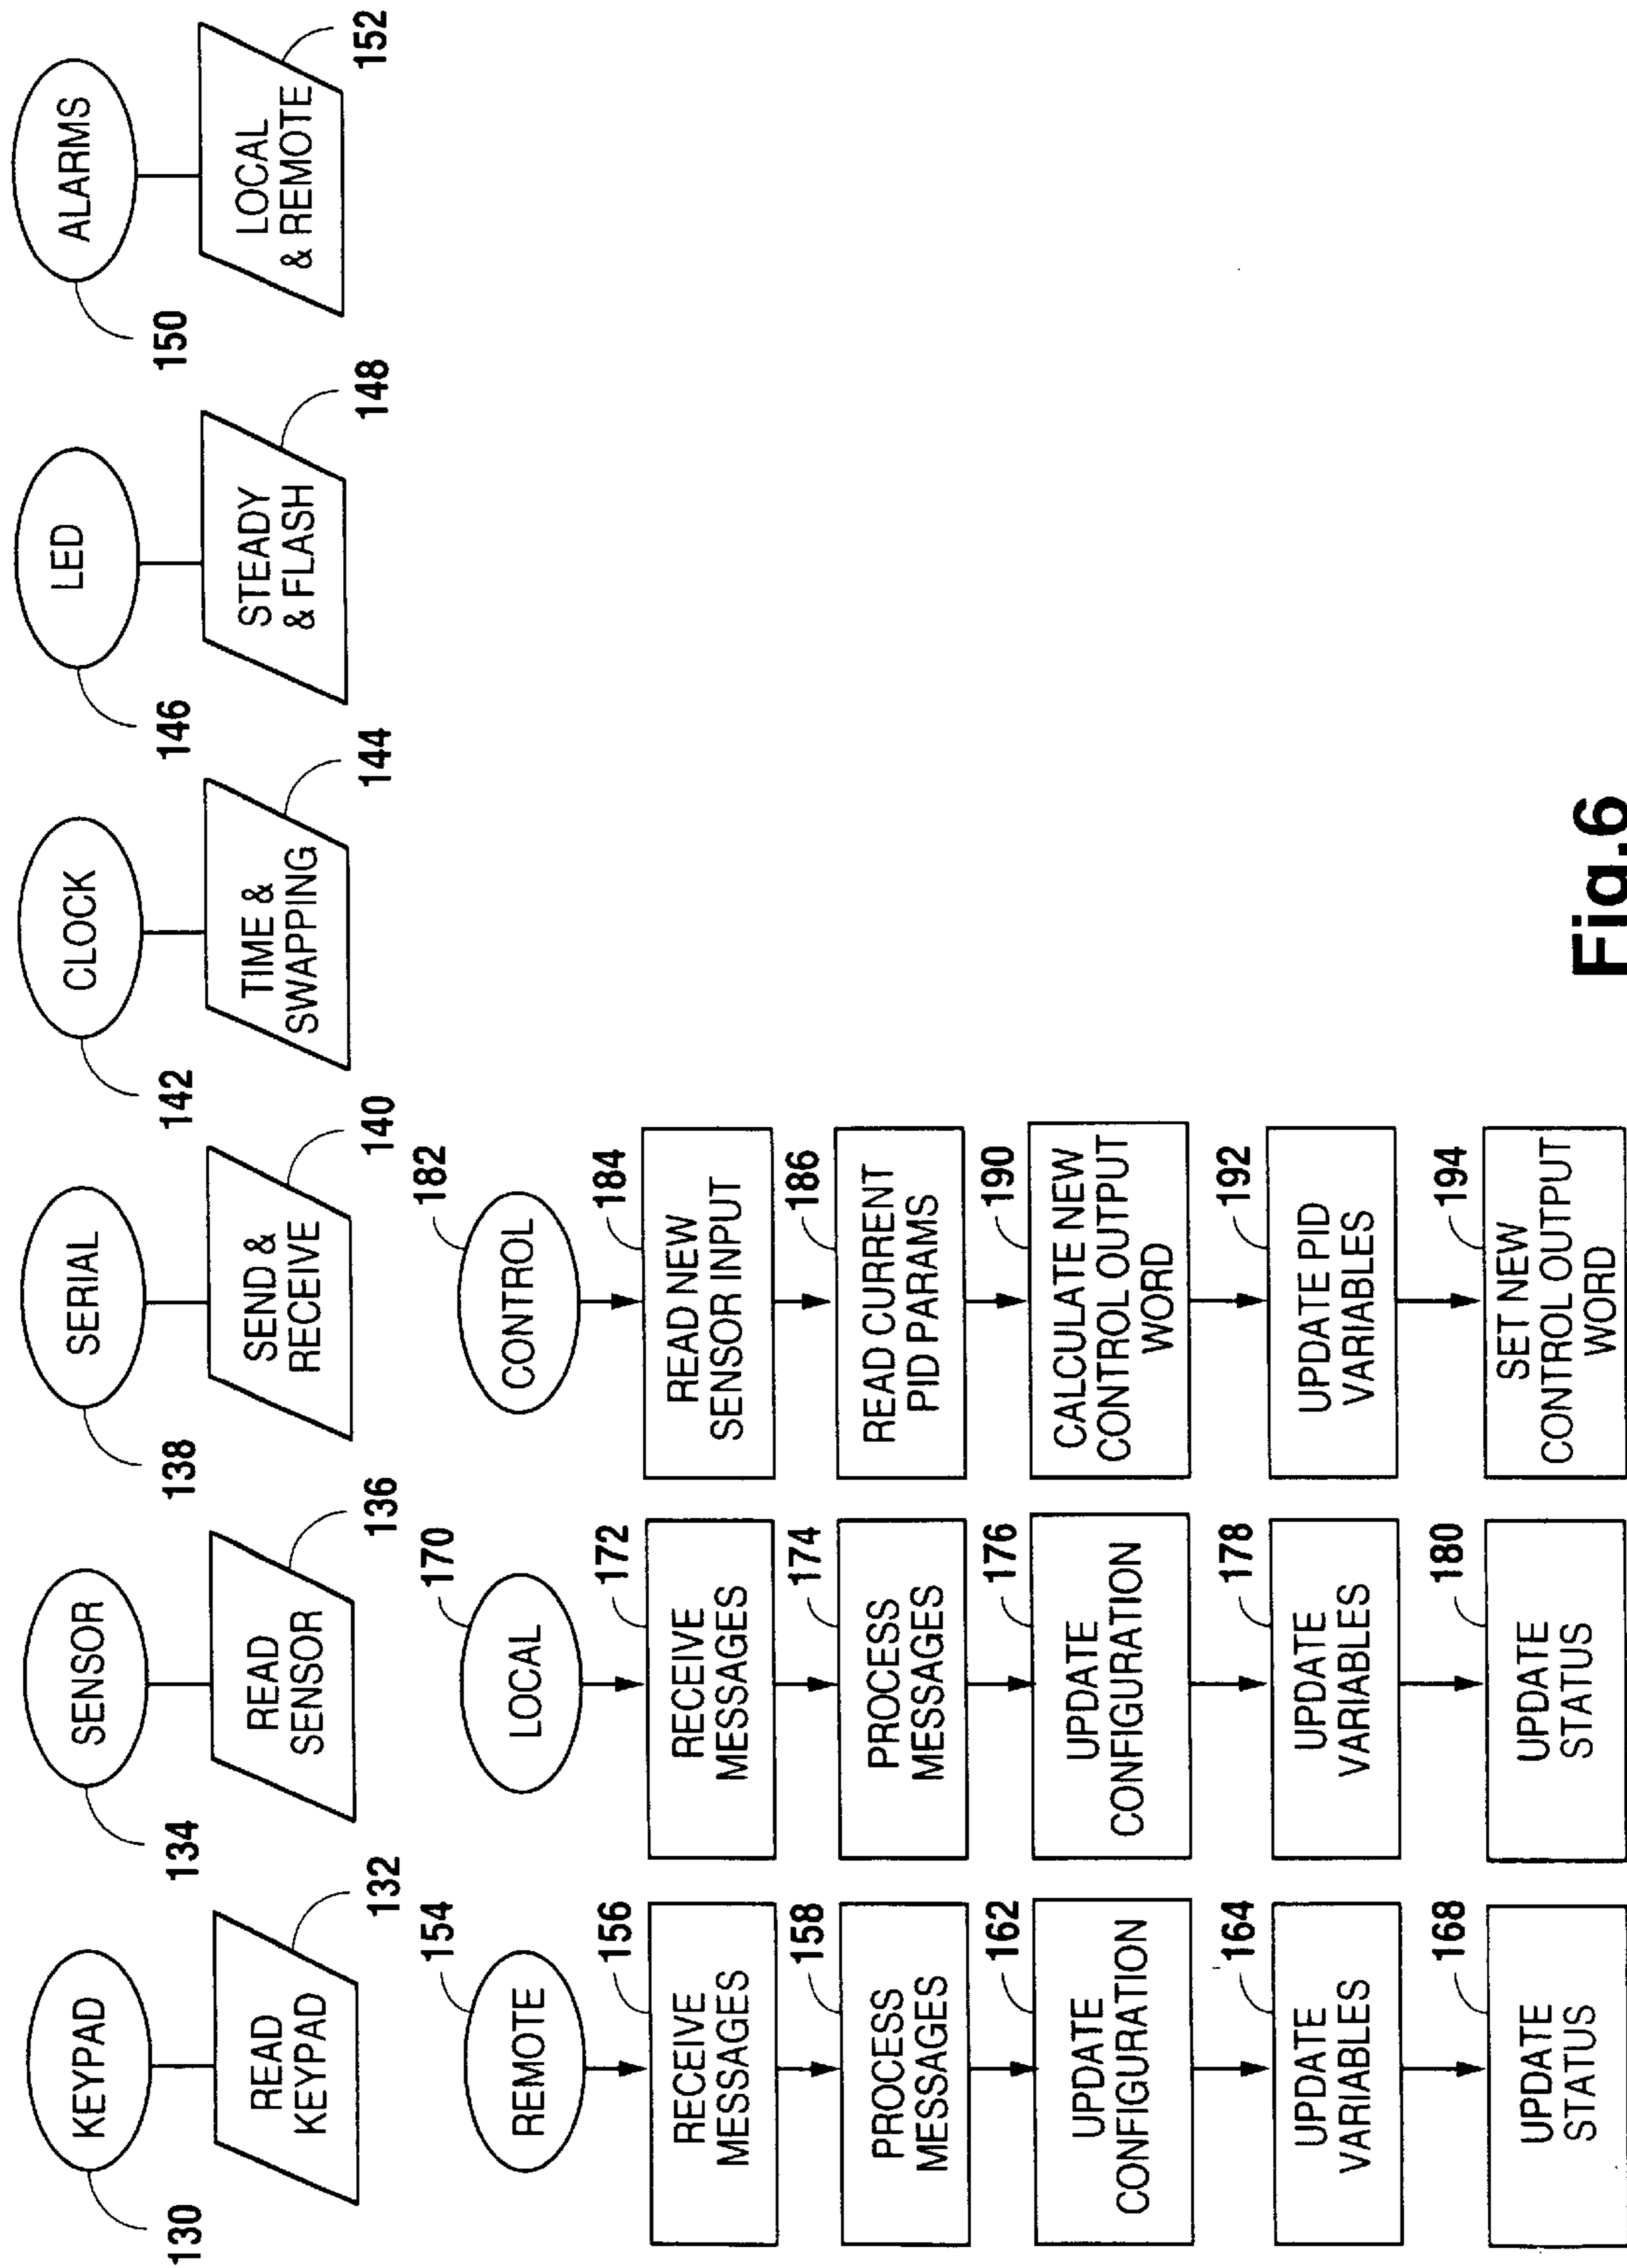 KEYPAD
130
READ
KEYPAD
132
SENSOR
134
READ
SENSOR
136
SERIAL
138
SEND &
RECEIVE
140
CLOCK
142
TIME &
SWAPPING
144
LED
146
STEADY
& FLASH
148
ALARMS
150
LOCAL
& REMOTE
152
REMOTE
154
RECEIVE
MESSAGES
156
PROCESS
MESSAGES
158
UPDATE
CONFIGURATION
162
UPDATE
VARIABLES
164
UPDATE
STATUS
168
LOCAL
170
RECEIVE
MESSAGES
172
PROCESS
MESSAGES
174
UPDATE
CONFIGURATION
176
UPDATE
VARIABLES
178
UPDATE
STATUS
180
CONTROL
182
READ NEW
SENSOR INPUT
184
READ CURRENT
PID PARAMS
186
CALCULATE NEW
CONTROL OUTPUT
WORD
190
UPDATE PID
VARIABLES
192
SET NEW
CONTROL OUTPUT
WORD
194
Fig.6